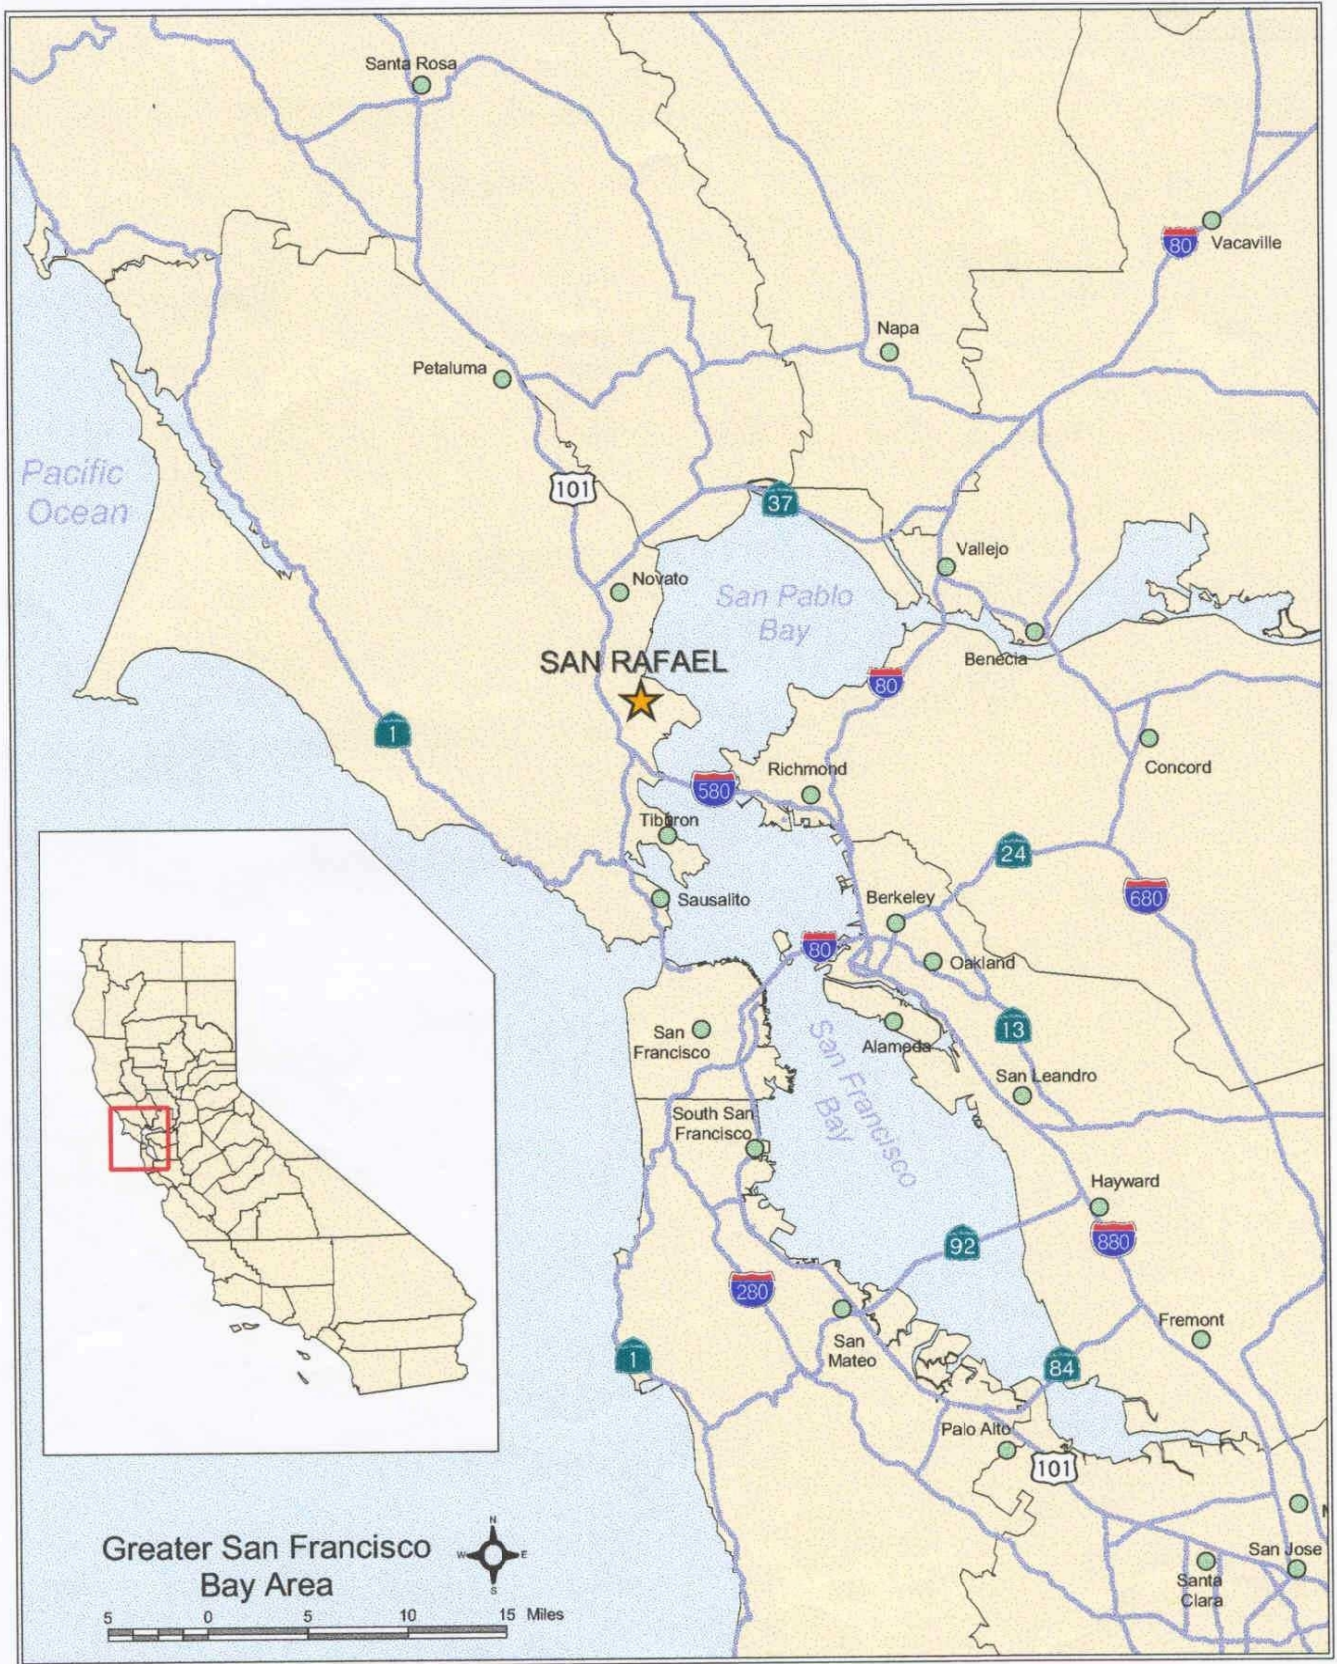 Santa Rosa
80
Vacaville
Napa
Petaluma
Pacific
Ocean
101
37
Vallejo
Novato
San Pablo
Bay
SAN RAFAEL
Benecia
80
1
Concord
Richmond
580
Tiburon
24
680
Berkeley
Sausalito
80
Oakland
San
Francisco
Alameda
13
San Francisco
Bay
San Leandro
South San
Francisco
Hayward
92
880
280
Fremont
San
Mateo
1
84
Palo Alto
101
San Jose
Santa
Clara
Greater San Francisco
Bay Area
N
W
E
S
5 0 5 10 15 Miles